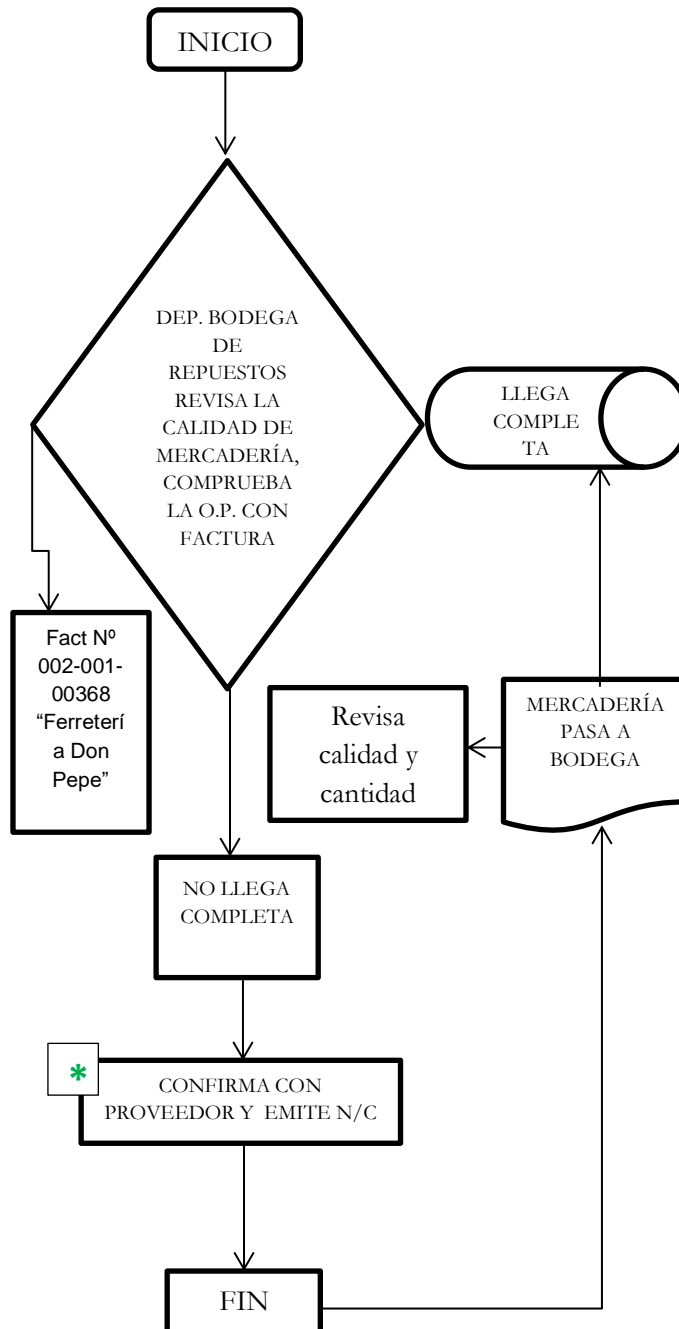 INICIO
DEP. BODEGA
DE
REPUESTOS
REVISA LA
CALIDAD DE
MERCADERÍA,
COMPRUEBA
LA O.P. CON
FACTURA
LLEGA
COMPLE
TA
Fact Nº
002-001-
00368
“Ferreterí
a Don
Pepe”
Revisa
calidad y
cantidad
MERCADERÍA
PASA A
BODEGA
NO LLEGA
COMPLETA
*
CONFIRMA CON
PROVEEDOR Y EMITE N/C
FIN